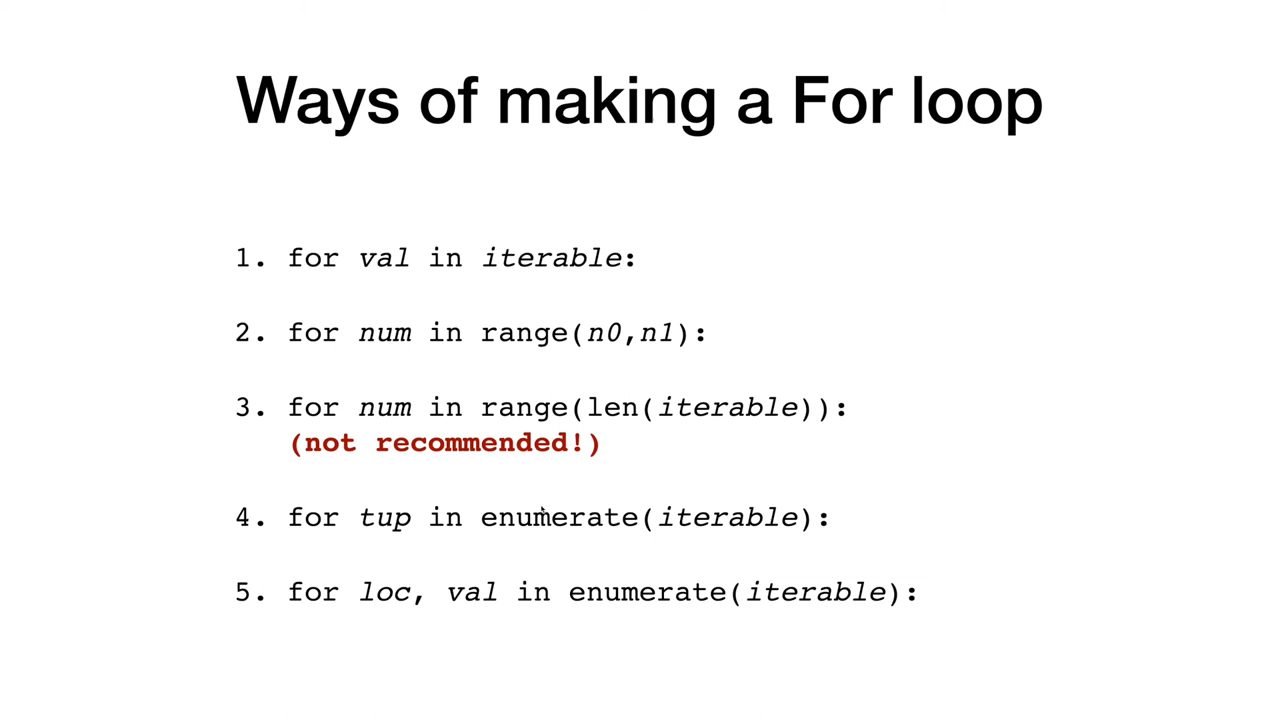 Ways of making a For loop
1. for val in iterable:
2. for num in range(n0,n1):
3. for num in range(len(iterable)):
(not recommended!)
4. for tup in enumerate(iterable):
5. for loc, val in enumerate(iterable):